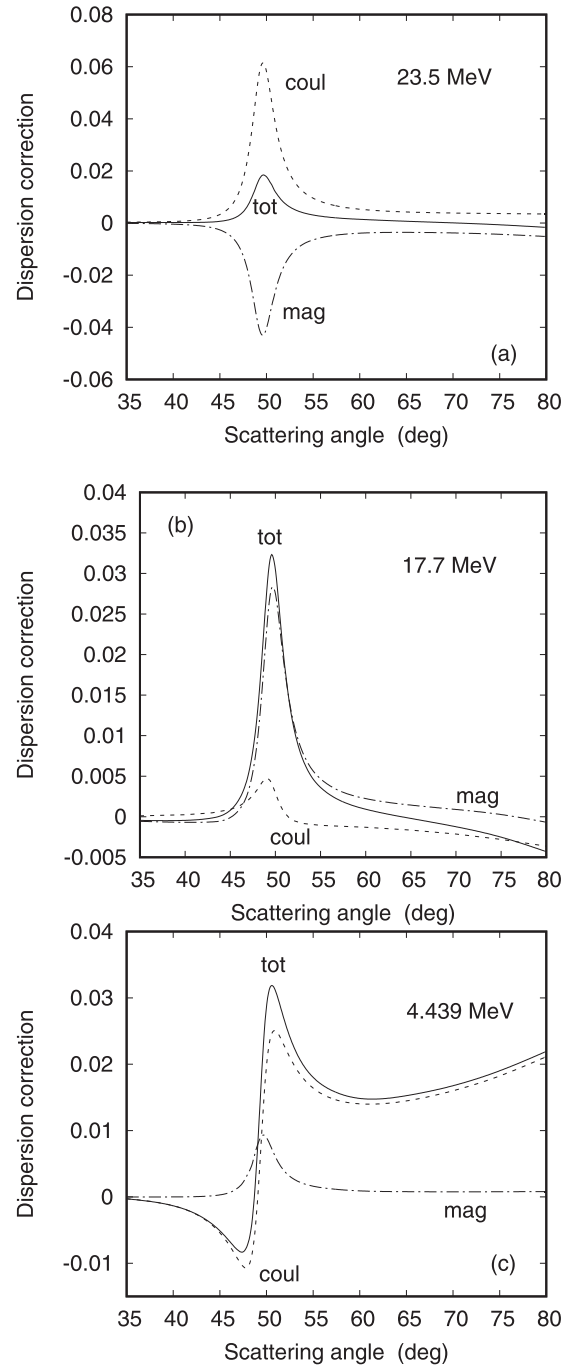 0.08
0.06
coul
23.5 MeV
0.04
0.02
tot
0
-0.02
mag
-0.04
(a)
-0.06
35 40 45 50 55 60 65 70 75 80
Dispersion correction
Scattering angle (deg)
0.04
(b)
tot
0.035
17.7 MeV
0.03
0.025
0.02
0.015
0.01
0.005
mag
0
coul
-0.005
35 40 45 50 55 60 65 70 75 80
Dispersion correction
Scattering angle (deg)
0.04
tot
0.03
4.439 MeV
0.02
0.01
0
mag
-0.01
coul
(c)
35 40 45 50 55 60 65 70 75 80
Dispersion correction
Scattering angle (deg)